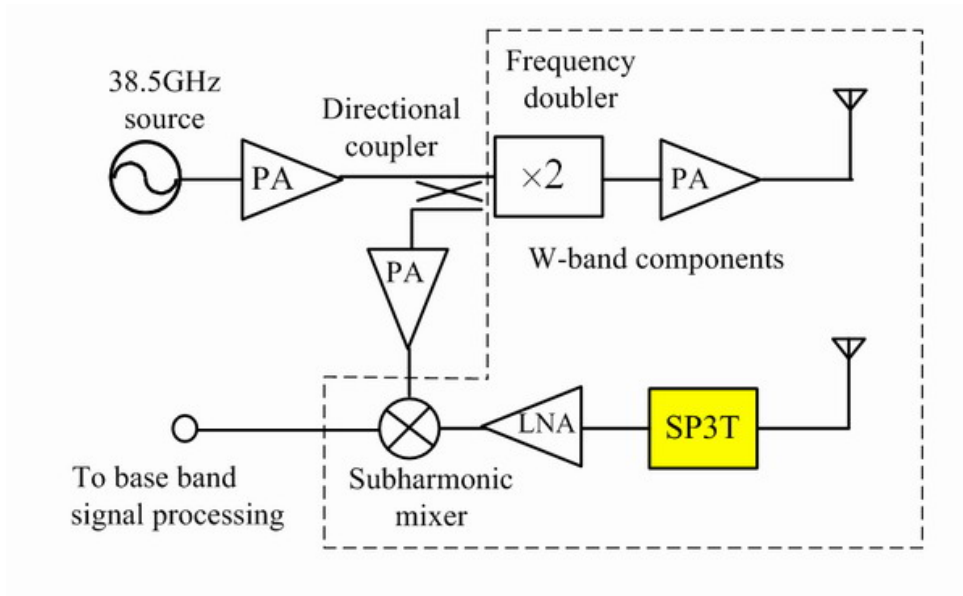 38.5GHz
source
Directional
coupler
Frequency
doubler
PA
×2
PA
PA
W-band components
LNA
SP3T
To base band
signal processing
Subharmonic
mixer